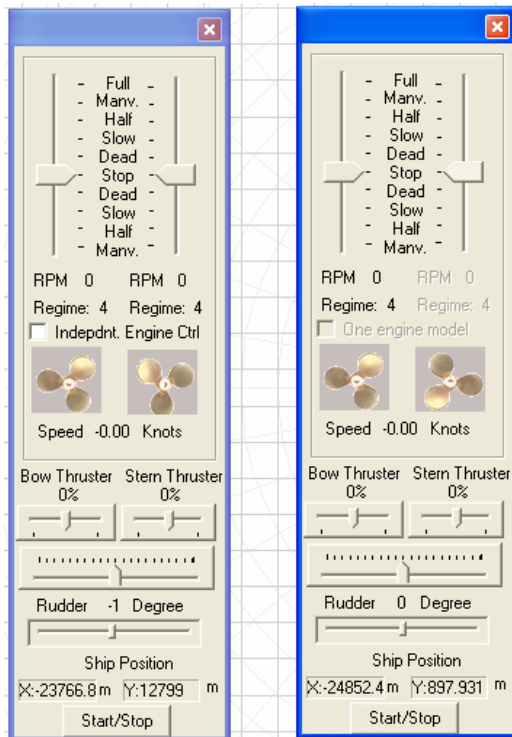 Full
Manv.
Half
Slow
Dead
Stop
Dead
Slow
Half
Manv.
RPM 0 RPM 0
Regime: 4 Regime: 4
Indepdnt. Engine Ctrl
Speed -0.00 Knots
Bow Thruster Stern Thruster
0% 0%
Rudder -1 Degree
Ship Position
X:-23766.8 m Y:12799 m
Start/Stop
Full
Manv.
Half
Slow
Dead
Stop
Dead
Slow
Half
Manv.
RPM 0 RPM 0
Regime: 4 Regime: 4
One engine model
Speed -0.00 Knots
Bow Thruster Stern Thruster
0% 0%
Rudder 0 Degree
Ship Position
X:-24852.4 m Y:897.931 m
Start/Stop